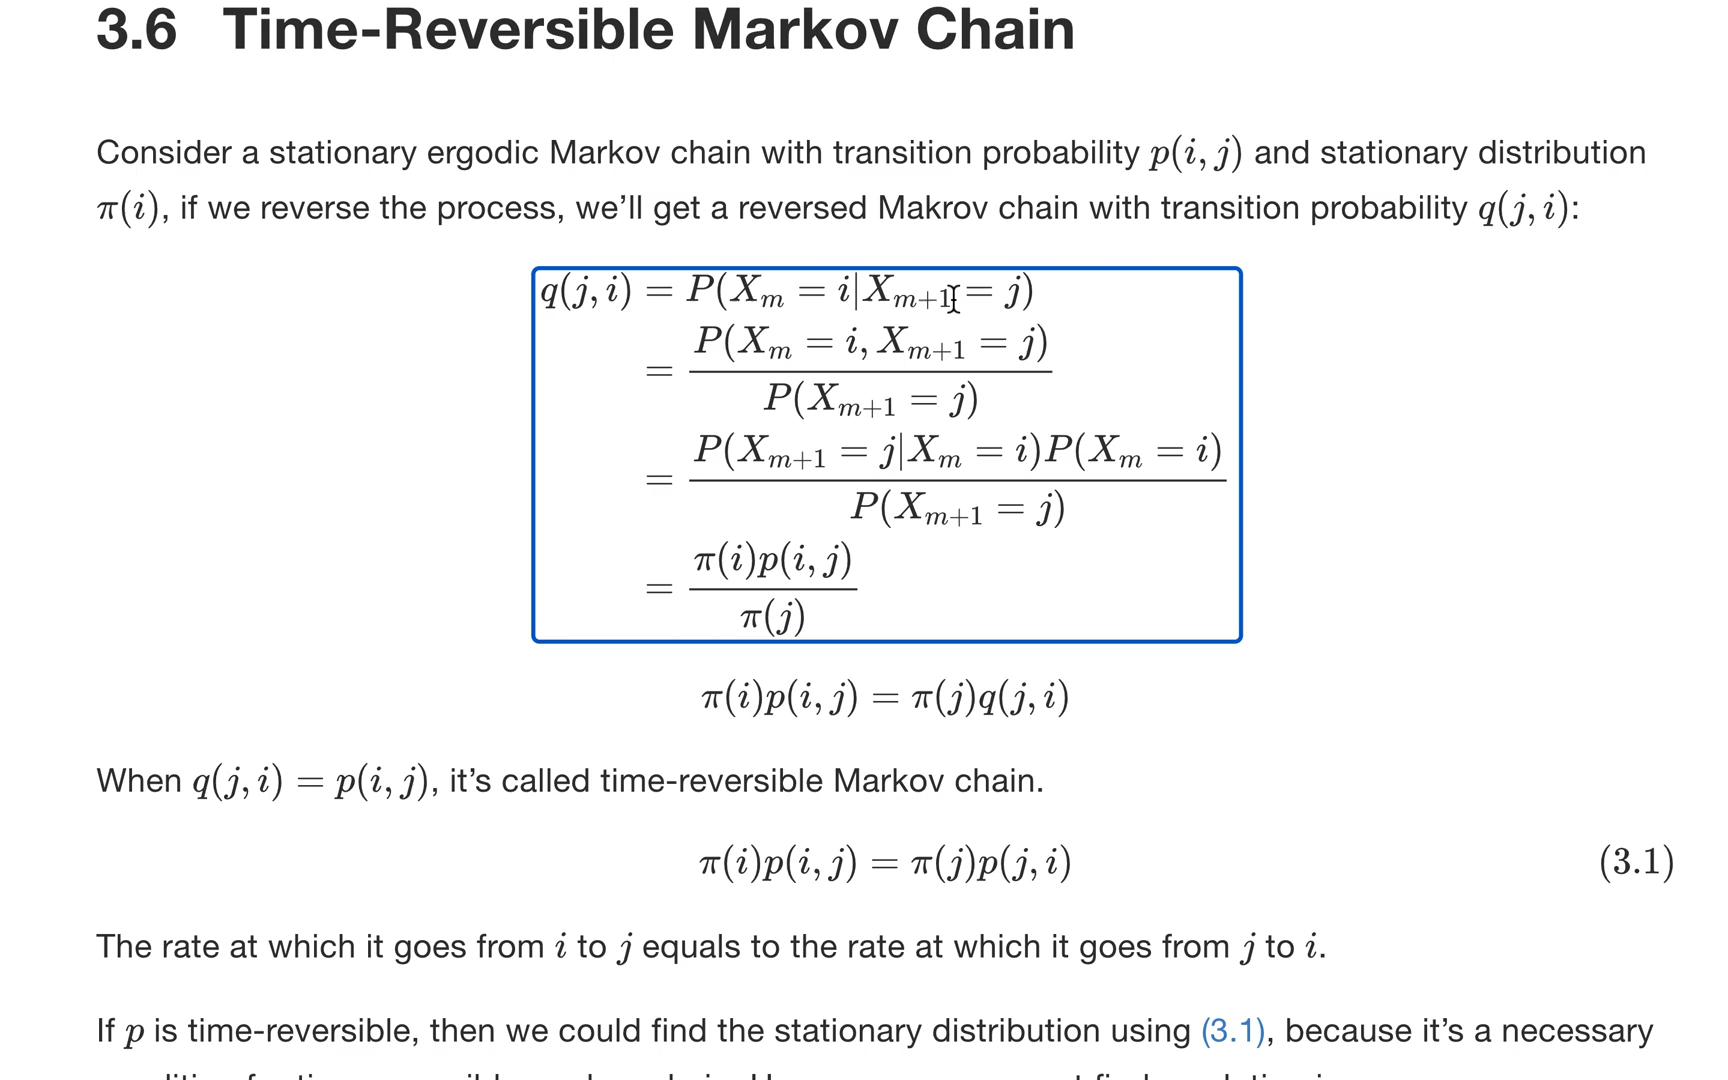 3.6 Time-Reversible Markov Chain
Consider a stationary ergodic Markov chain with transition probability p(i, j) and stationary distribution
π(i), if we reverse the process, we’ll get a reversed Makrov chain with transition probability q(j, i):
q(j, i) = P(X_m = i|X_{m+1} = j)
= \frac{P(X_m = i, X_{m+1} = j)}{P(X_{m+1} = j)}
= \frac{P(X_{m+1} = j|X_m = i)P(X_m = i)}{P(X_{m+1} = j)}
= \frac{π(i)p(i, j)}{π(j)}
π(i)p(i, j) = π(j)q(j, i)
When q(j, i) = p(i, j), it’s called time-reversible Markov chain.
π(i)p(i, j) = π(j)p(j, i) (3.1)
The rate at which it goes from i to j equals to the rate at which it goes from j to i.
If p is time-reversible, then we could find the stationary distribution using (3.1), because it’s a necessary